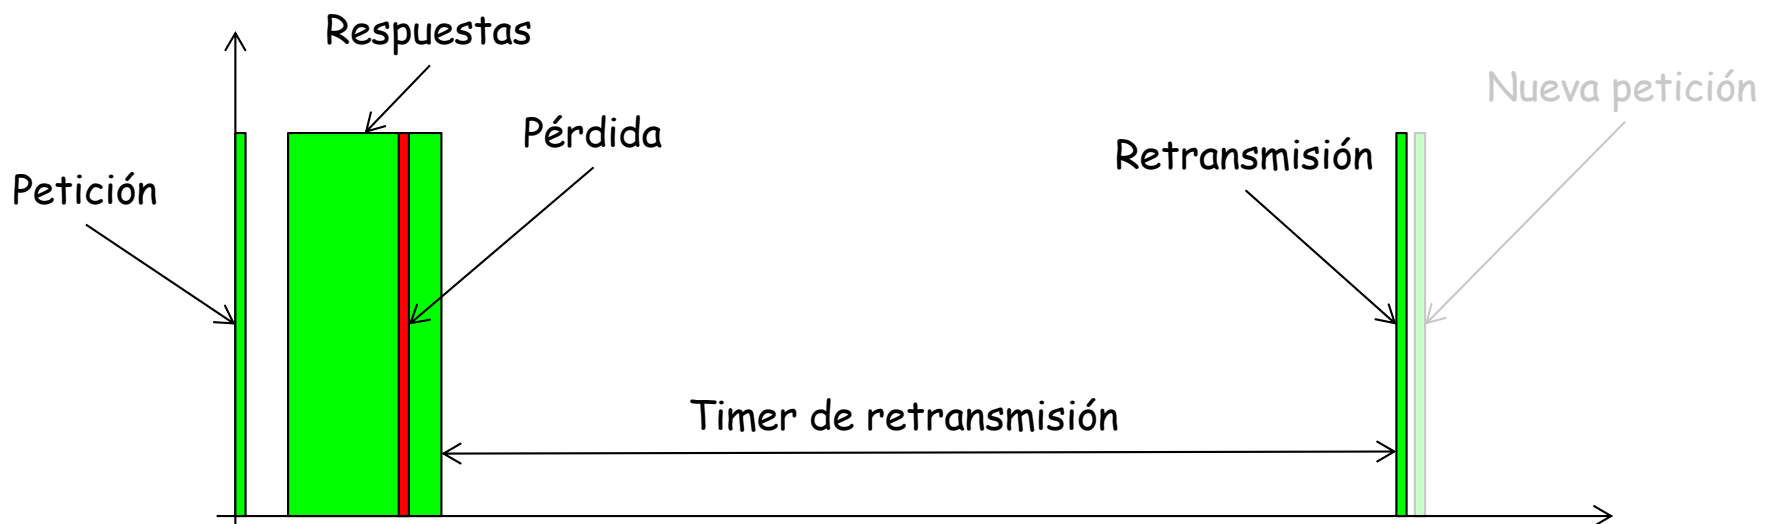 Respuestas
Nueva petición
Pérdida
Retransmisión
Petición
Timer de retransmisión